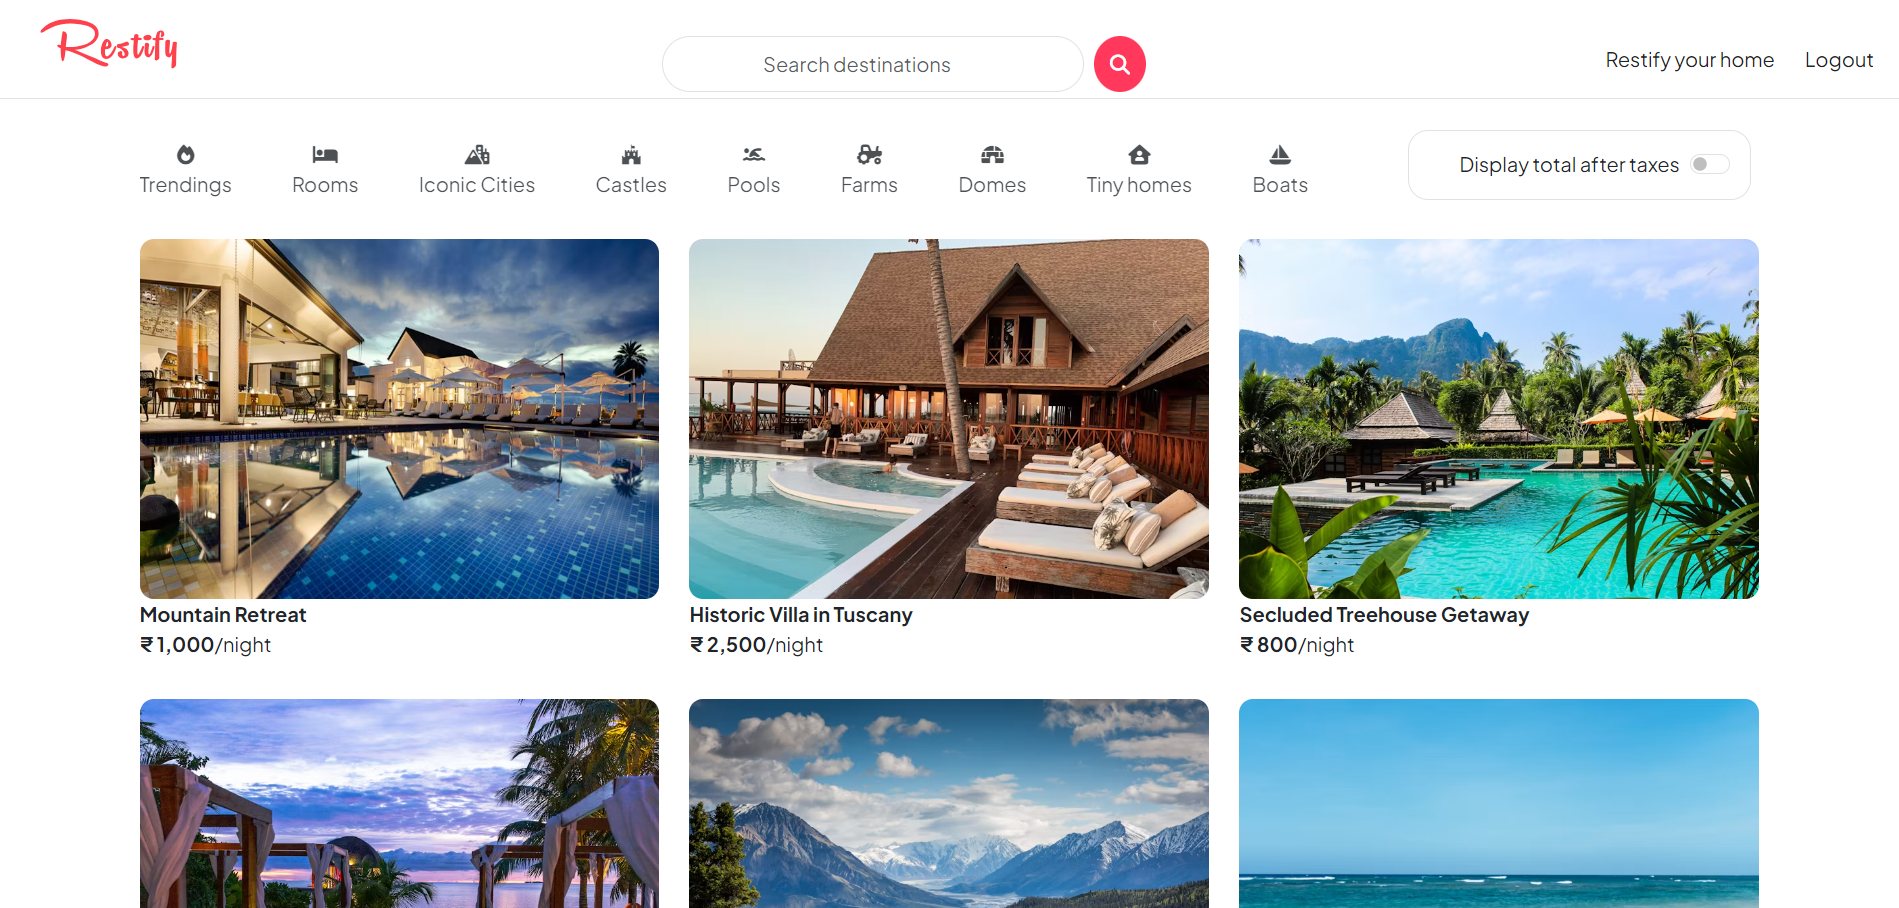 Restify
Search destinations
Restify your home
Logout
Trendings
Rooms
Iconic Cities
Castles
Pools
Farms
Domes
Tiny homes
Boats
Display total after taxes
Mountain Retreat
₹ 1,000/night
Historic Villa in Tuscany
₹ 2,500/night
Secluded Treehouse Getaway
₹ 800/night